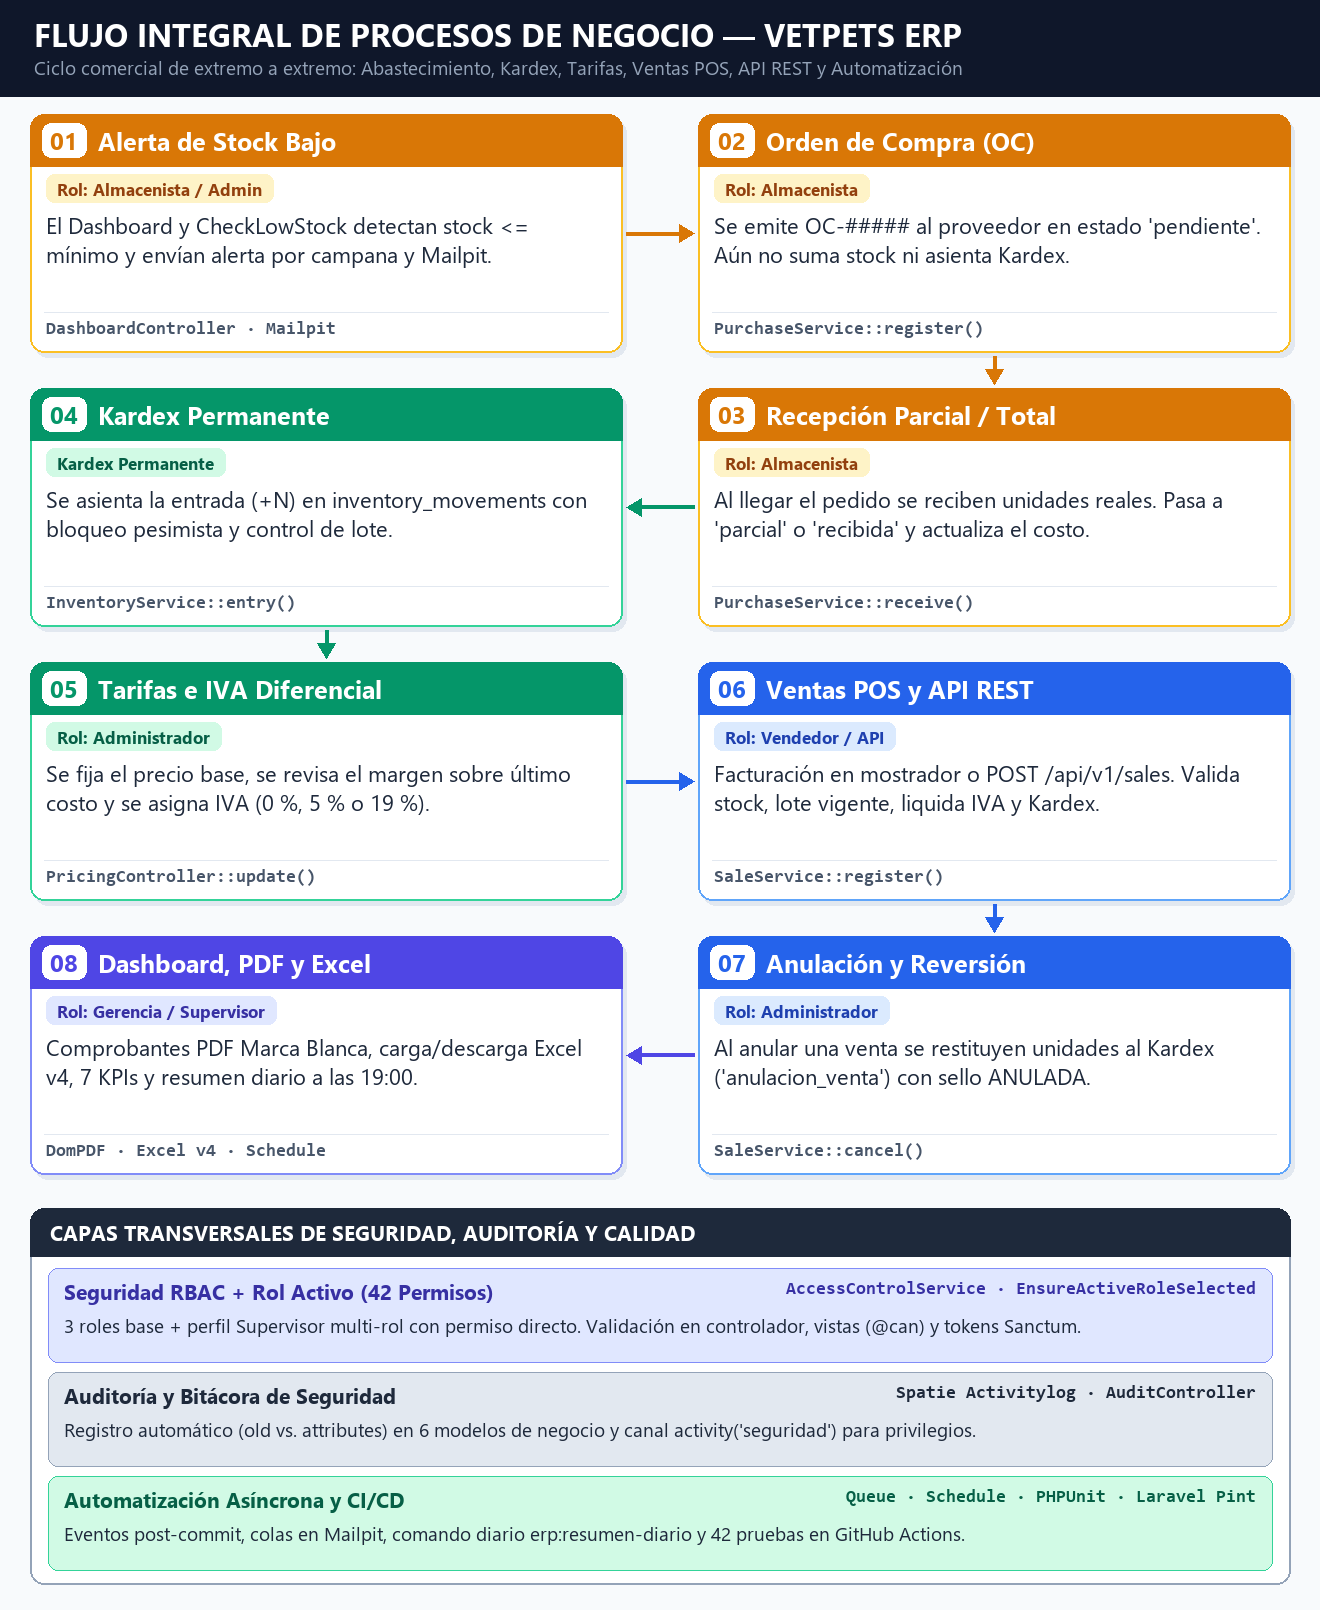 FLUJO INTEGRAL DE PROCESOS DE NEGOCIO — VETPETS ERP
Ciclo comercial de extremo a extremo: Abastecimiento, Kardex, Tarifas, Ventas POS, API REST y Automatización
01 Alerta de Stock Bajo
Rol: Almacenista / Admin
El Dashboard y CheckLowStock detectan stock <=
mínimo y envían alerta por campana y Mailpit.
DashboardController · Mailpit
02 Orden de Compra (OC)
Rol: Almacenista
Se emite OC-##### al proveedor en estado 'pendiente'.
Aún no suma stock ni asienta Kardex.
PurchaseService::register()
03 Recepción Parcial / Total
Rol: Almacenista
Al llegar el pedido se reciben unidades reales. Pasa a
'parcial' o 'recibida' y actualiza el costo.
PurchaseService::receive()
04 Kardex Permanente
Kardex Permanente
Se asienta la entrada (+N) en inventory_movements con
bloqueo pesimista y control de lote.
InventoryService::entry()
05 Tarifas e IVA Diferencial
Rol: Administrador
Se fija el precio base, se revisa el margen sobre último
costo y se asigna IVA (0 %, 5 % o 19 %).
PricingController::update()
06 Ventas POS y API REST
Rol: Vendedor / API
Facturación en mostrador o POST /api/v1/sales. Valida
stock, lote vigente, liquida IVA y Kardex.
SaleService::register()
07 Anulación y Reversión
Rol: Administrador
Al anular una venta se restituyen unidades al Kardex
('anulacion_venta') con sello ANULADA.
SaleService::cancel()
08 Dashboard, PDF y Excel
Rol: Gerencia / Supervisor
Comprobantes PDF Marca Blanca, carga/descarga Excel
v4, 7 KPIs y resumen diario a las 19:00.
DomPDF · Excel v4 · Schedule
CAPAS TRANSVERSALES DE SEGURIDAD, AUDITORÍA Y CALIDAD
Seguridad RBAC + Rol Activo (42 Permisos)
AccessControlService · EnsureActiveRoleSelected
3 roles base + perfil Supervisor multi-rol con permiso directo. Validación en controlador, vistas (@can) y tokens Sanctum.
Auditoría y Bitácora de Seguridad
Spatie Activitylog · AuditController
Registro automático (old vs. attributes) en 6 modelos de negocio y canal activity('seguridad') para privilegios.
Automatización Asíncrona y CI/CD
Queue · Schedule · PHPUnit · Laravel Pint
Eventos post-commit, colas en Mailpit, comando diario erp:resumen-diario y 42 pruebas en GitHub Actions.